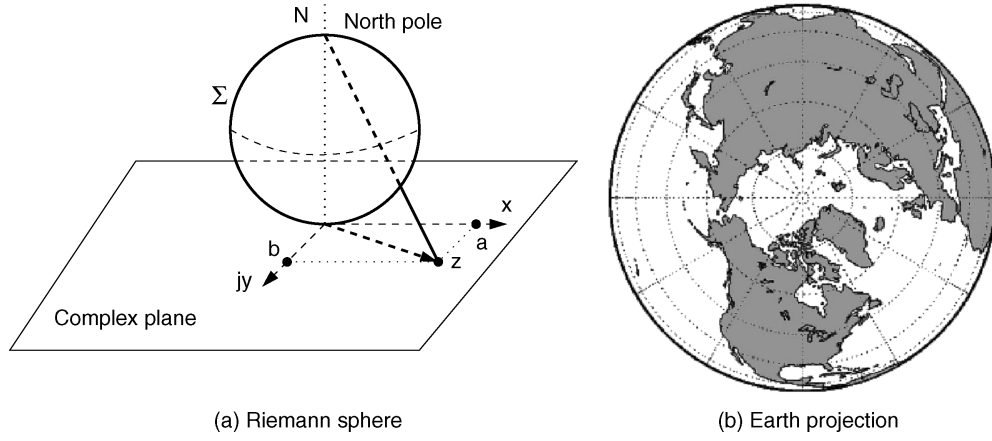 N
North pole
Σ
x
a
b
z
jy
Complex plane
(a) Riemann sphere
(b) Earth projection